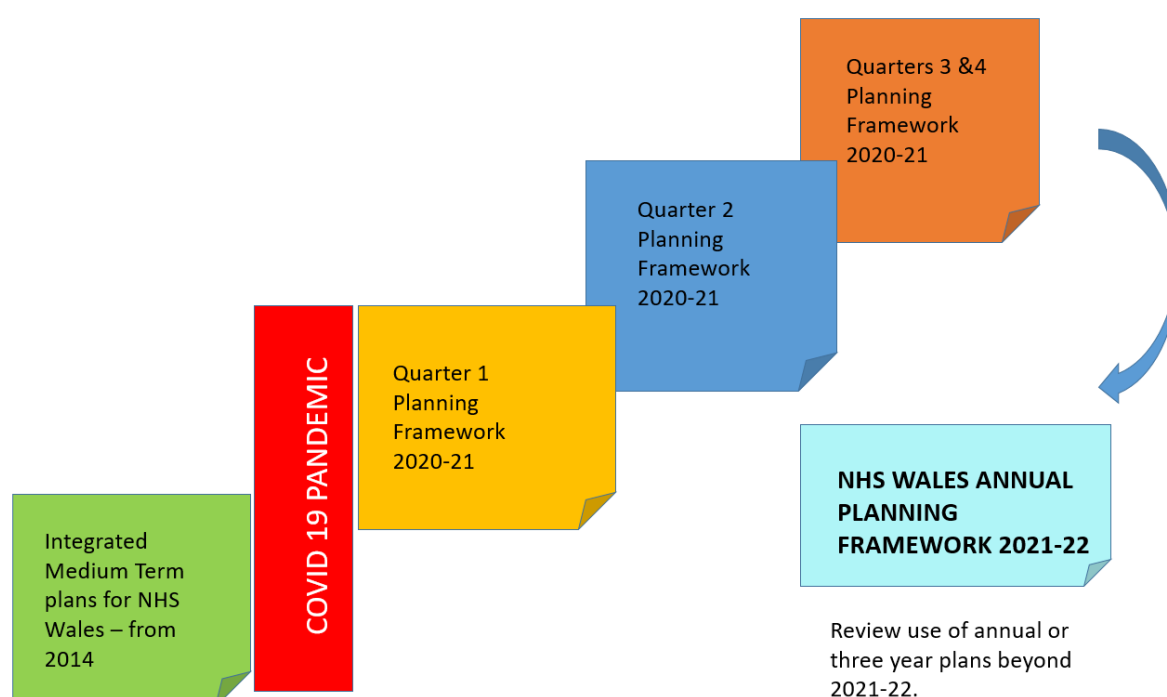 Integrated
Medium Term
plans for NHS
Wales – from
2014
COVID 19 PANDEMIC
Quarter 1
Planning
Framework
2020-21
Quarter 2
Planning
Framework
2020-21
Quarters 3 &4
Planning
Framework
2020-21
NHS WALES ANNUAL
PLANNING
FRAMEWORK 2021-22
Review use of annual or
three year plans beyond
2021-22.